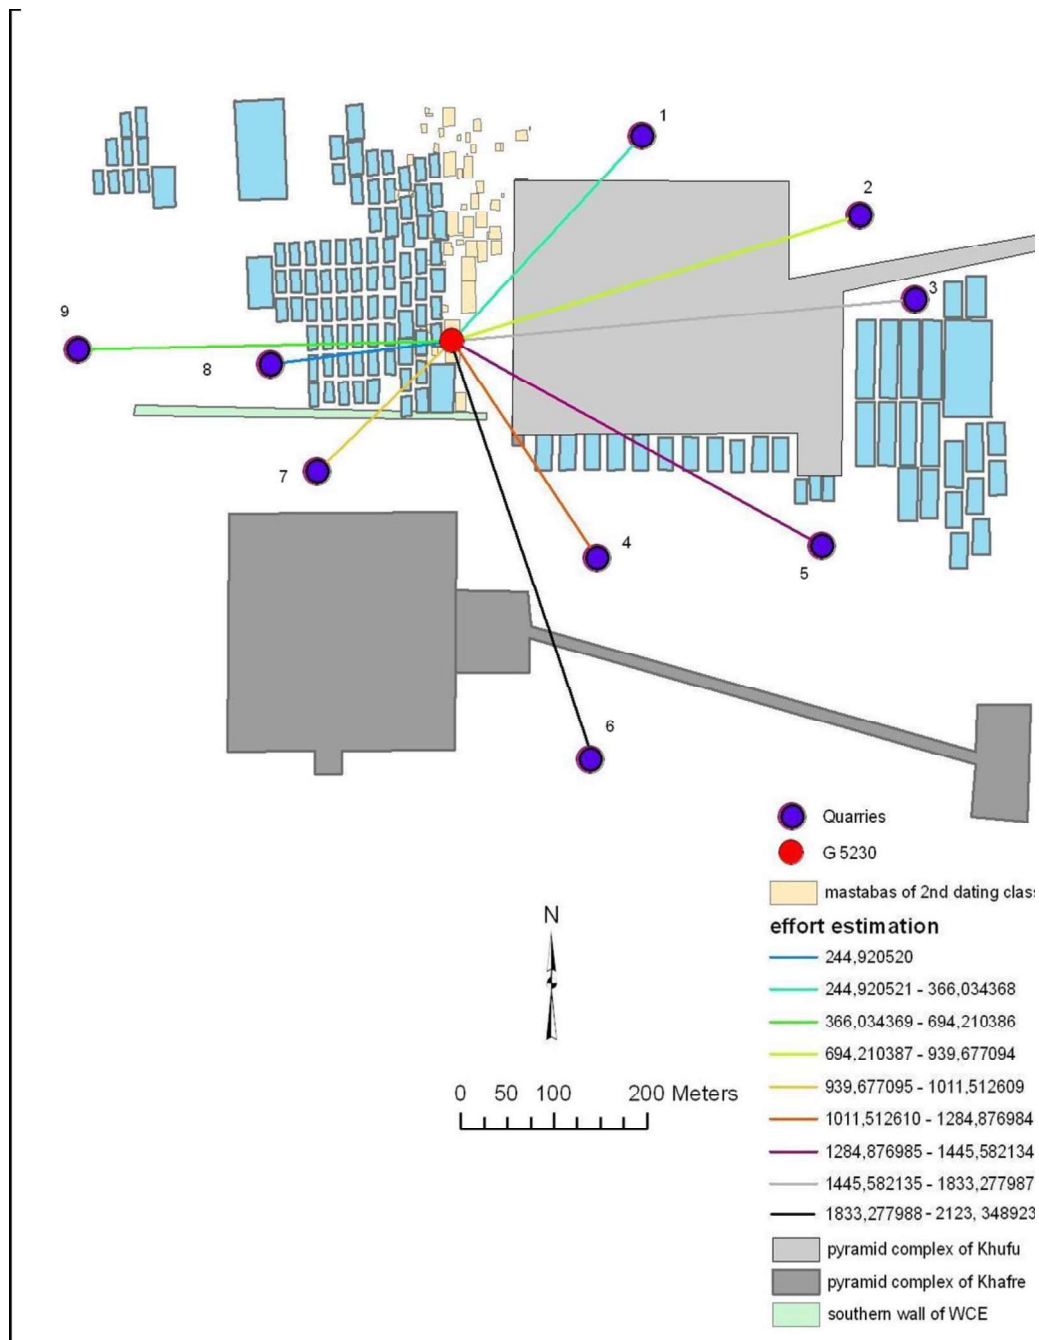 1
2
3
9
8
7
4
5
6
Quarries
G 5230
mastabas of 2nd dating clas
effort estimation
244,920520
244,920521 - 366,034368
366,034369 - 694,210386
694,210387 - 939,677094
939,677095 - 1011,512609
1011,512610 - 1284,876984
1284,876985 - 1445,582134
1445,582135 - 1833,277987
1833,277988 - 2123, 348923
pyramid complex of Khufu
pyramid complex of Khafre
southern wall of WCE
N
0 50 100 200 Meters